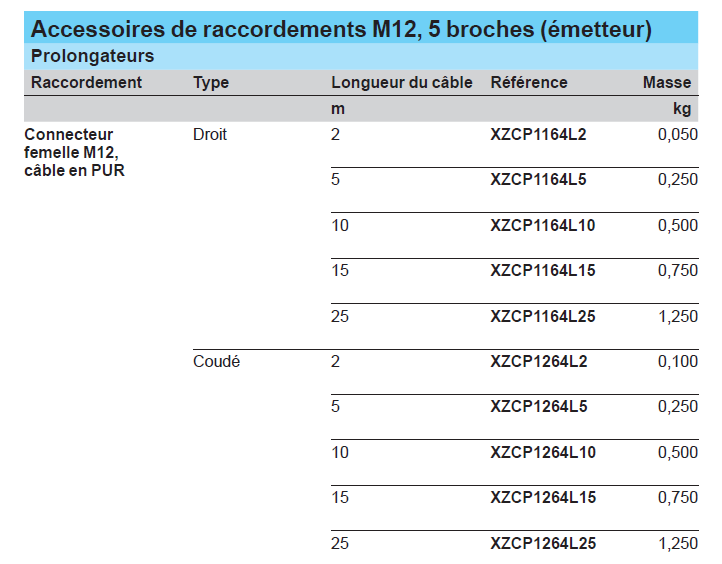 Accessoires de raccordements M12, 5 broches (émetteur)
Prolongateurs
Raccordement Type Longueur du câble Référence Masse
m kg
Connecteur Droit 2 XZCP1164L2 0,050
femelle M12,
câble en PUR
5 XZCP1164L5 0,250
10 XZCP1164L10 0,500
15 XZCP1164L15 0,750
25 XZCP1164L25 1,250
Coudé 2 XZCP1264L2 0,100
5 XZCP1264L5 0,250
10 XZCP1264L10 0,500
15 XZCP1264L15 0,750
25 XZCP1264L25 1,250